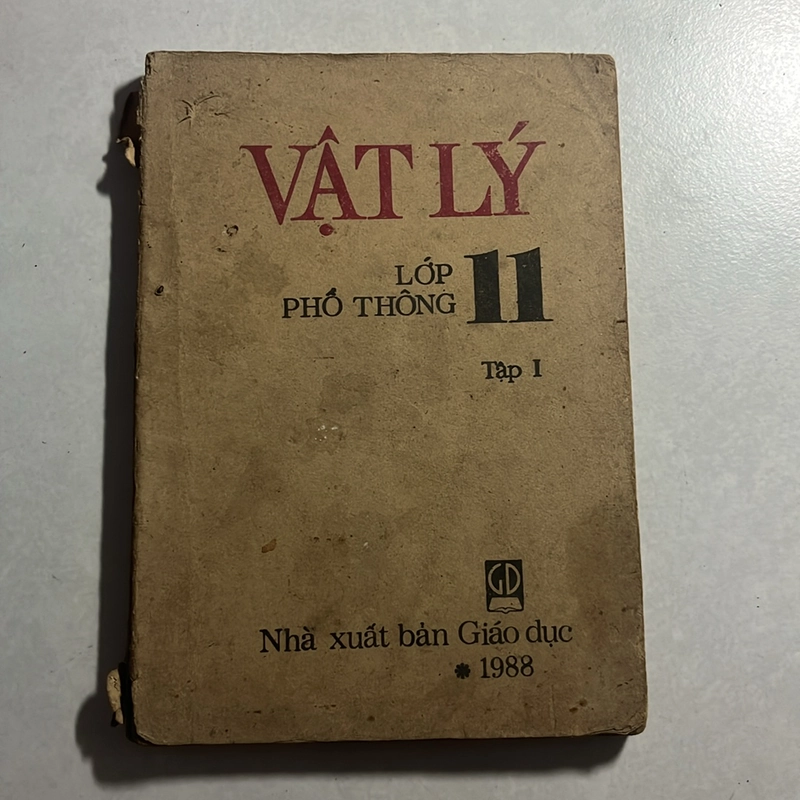 VẬT LÝ
LỚP 11
PHỔ THÔNG
Tập I
GD
Nhà xuất bản Giáo dục
* 1988